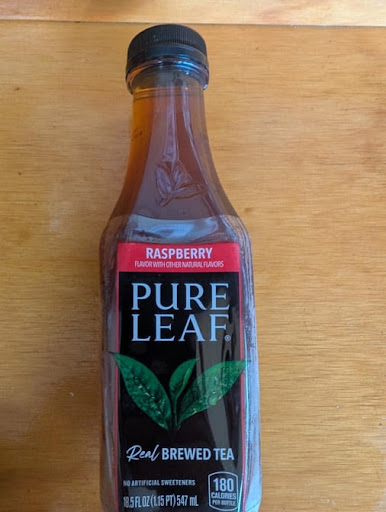 RASPBERRY
FLAVOR WITH OTHER NATURAL FLAVORS
PURE
LEAF®
Real BREWED TEA
NO ARTIFICIAL SWEETENERS
18.5 FL OZ (1.15 PT) 547 mL
180
CALORIES
PER BOTTLE